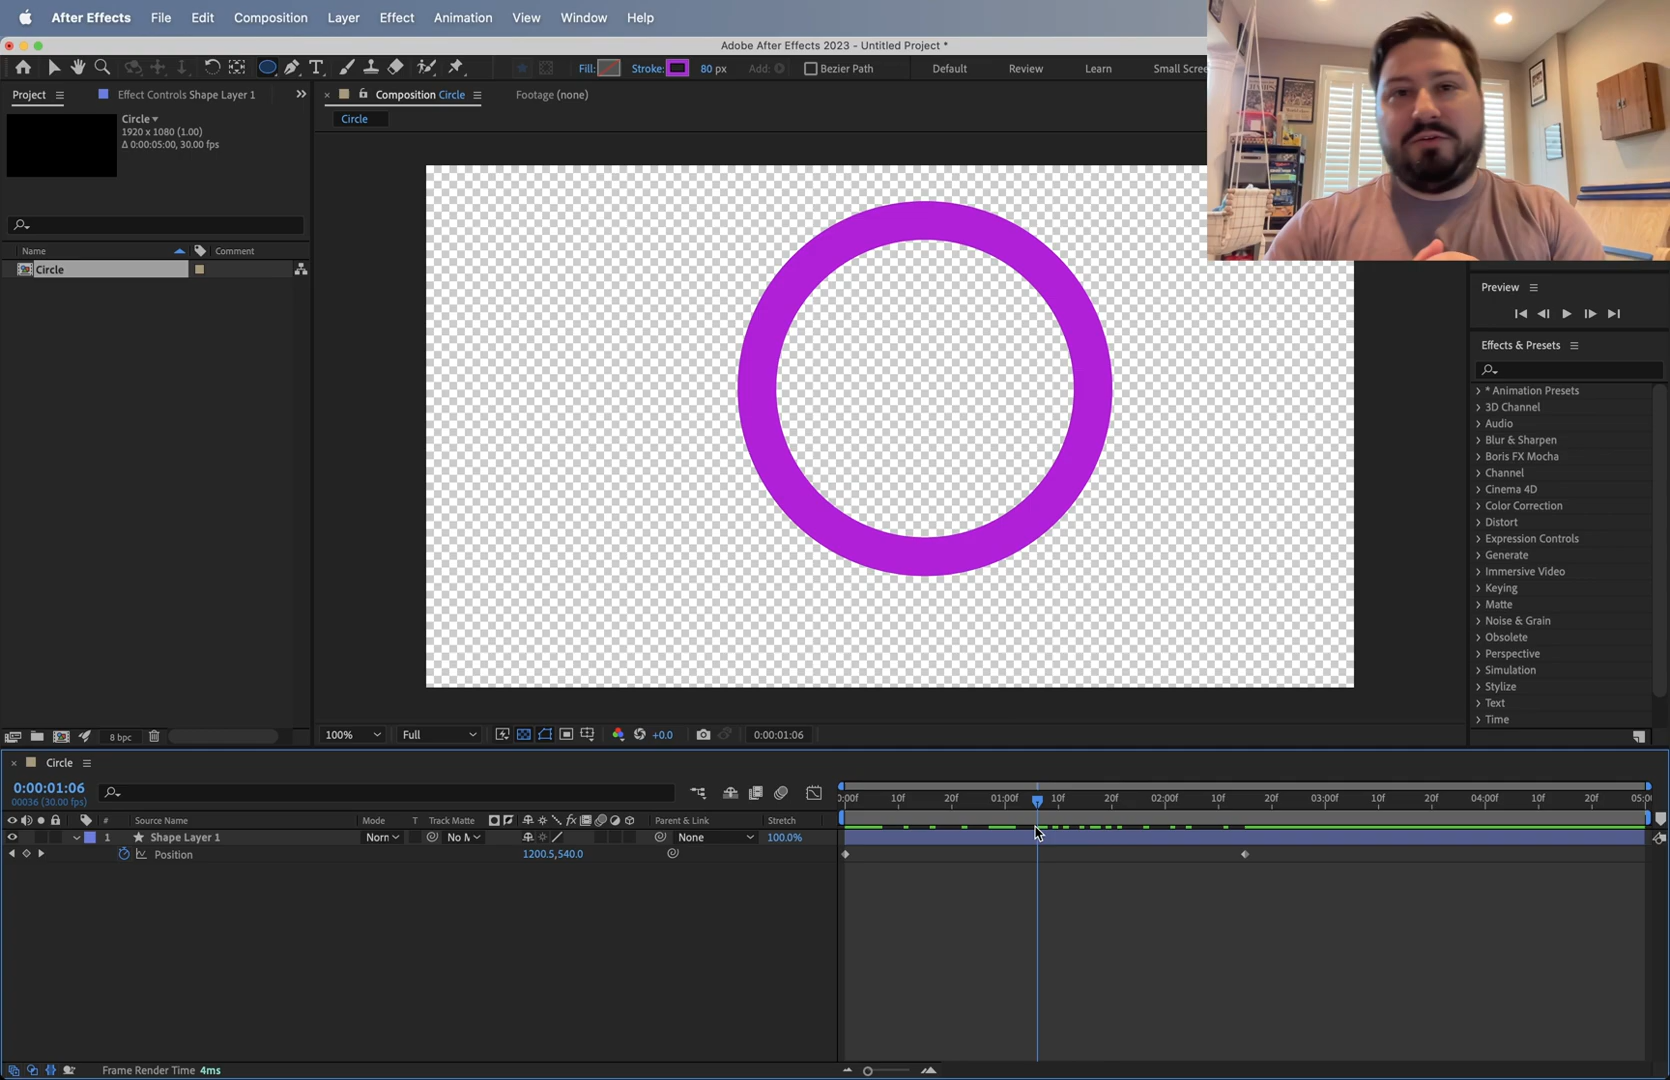 After Effects File Edit Composition Layer Effect Animation View Window Help
Adobe After Effects 2023 - Untitled Project *
Fill: Stroke: 80 px Add: Bezier Path Default Review Learn Small Scree
Project Effect Controls Shape Layer 1 Composition Circle Footage (none)
Circle
Circle
1920 x 1080 (1.00)
Δ 0:00:05:00, 30.00 fps
Name Comment
Circle
Preview
Effects & Presets
* Animation Presets
3D Channel
Audio
Blur & Sharpen
Boris FX Mocha
Channel
Cinema 4D
Color Correction
Distort
Expression Controls
Generate
Immersive Video
Keying
Matte
Noise & Grain
Obsolete
Perspective
Simulation
Stylize
Text
Time
8 bpc 100% Full +0.0 0:00:01:06
Circle
0:00:01:06
00036 (30.00 fps)
:00f 10f 20f 01:00f 10f 20f 02:00f 10f 20f 03:00f 10f 20f 04:00f 10f 20f 05:00
# Source Name Mode T Track Matte Parent & Link Stretch
1 Shape Layer 1 Norn No M None 100.0%
Position 1200.5,540.0
Frame Render Time 4ms